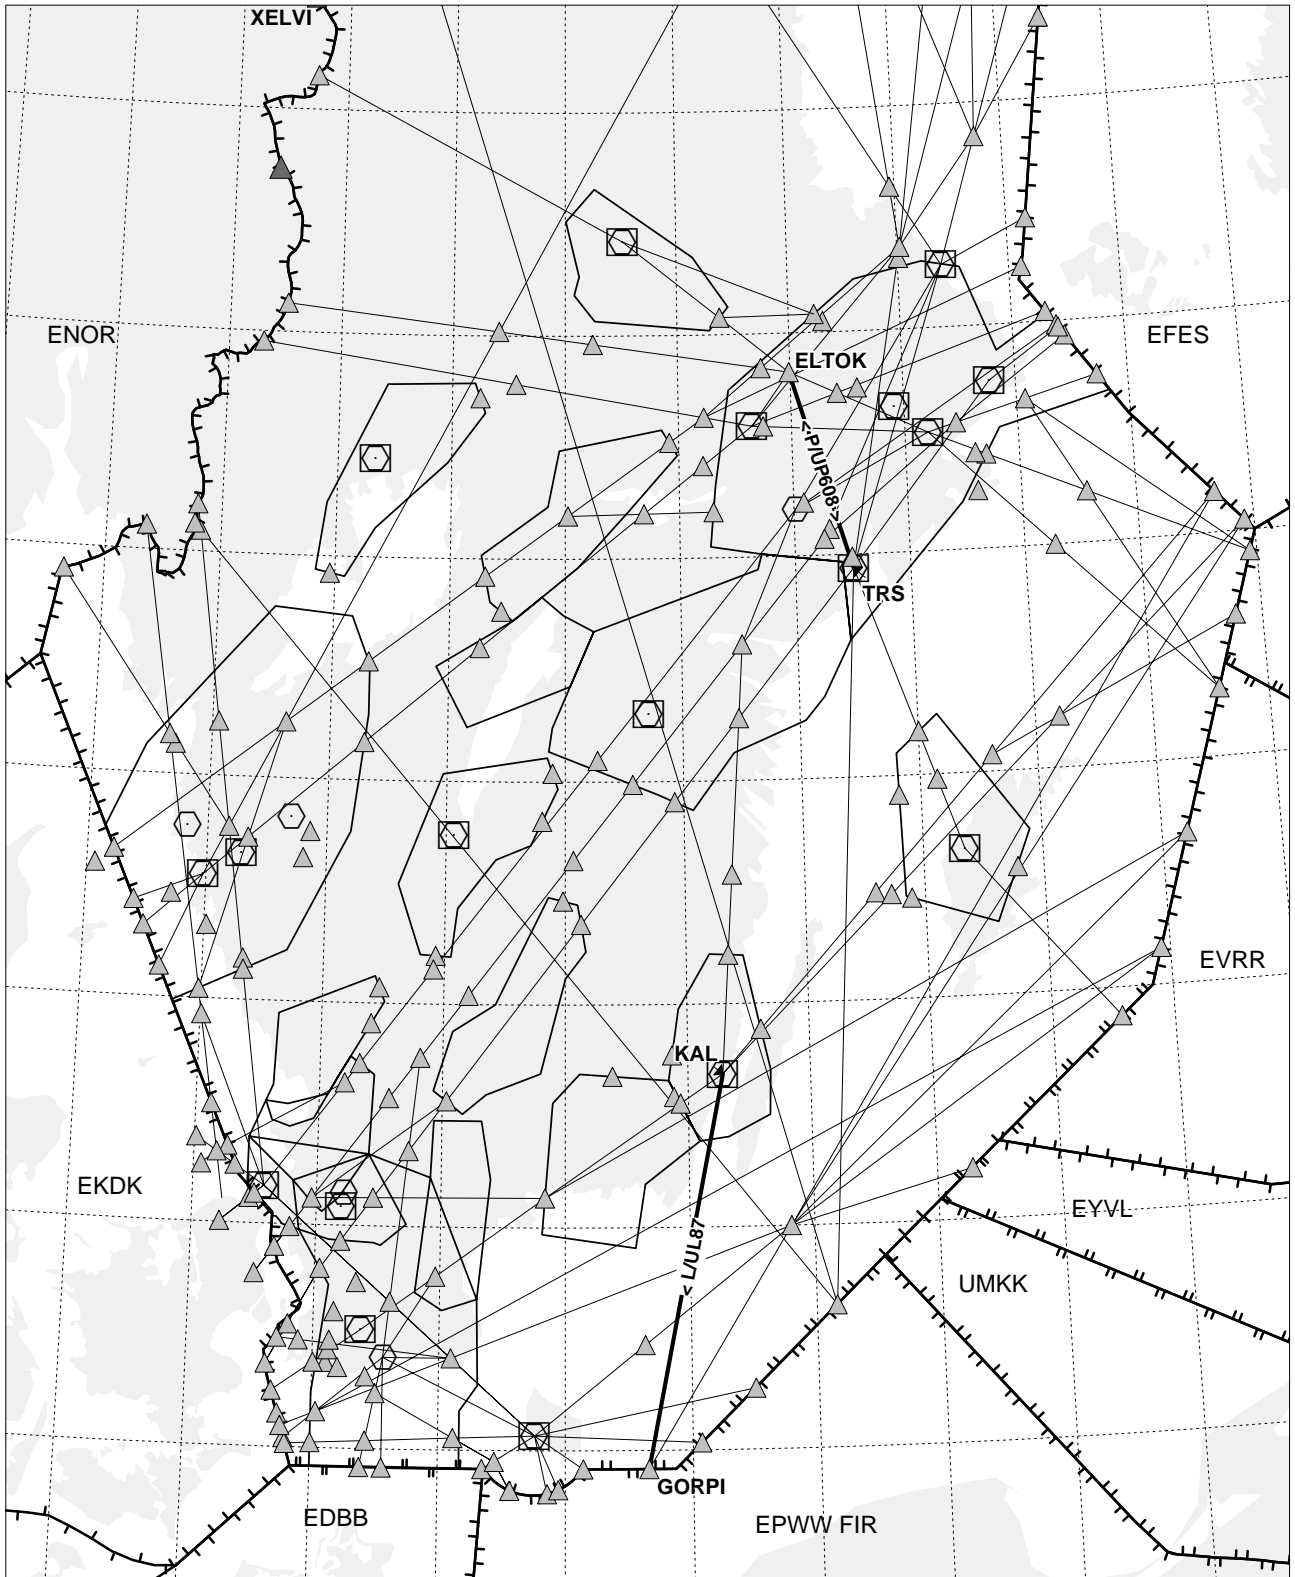 XELVI
ENOR
EFES
ELTOK
< P/UP608 >
TRS
EVRR
KAL
EKDK
EYVL
< L/UL87
UMKK
GORPI
EDBB
EPWW FIR